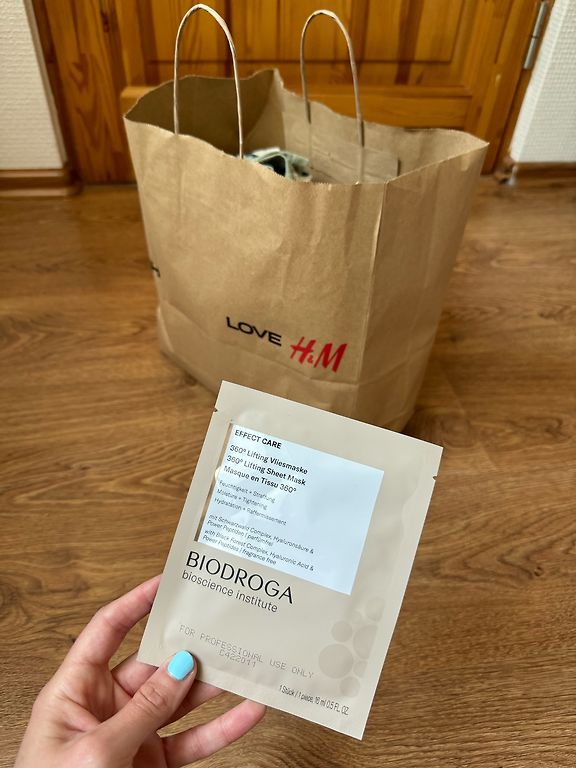 LOVE H&M
EFFECT CARE
360° Lifting Vliesmaske
360° Lifting Sheet Mask
Masque en Tissu 360°
Feuchtigkeit + Straffung
Moisture + Tightening
Hydratation + Raffermissement
mit Schwarzwald Complex, Hyaluronsäure &
Power Peptiden | parfümfrei
with Black Forest Complex, Hyaluronic Acid &
Power Peptides | fragrance free
BIODROGA
bioscience institute
FOR PROFESSIONAL USE ONLY
1 Stück / 1 piece, 16 ml 0.5 FL. OZ.